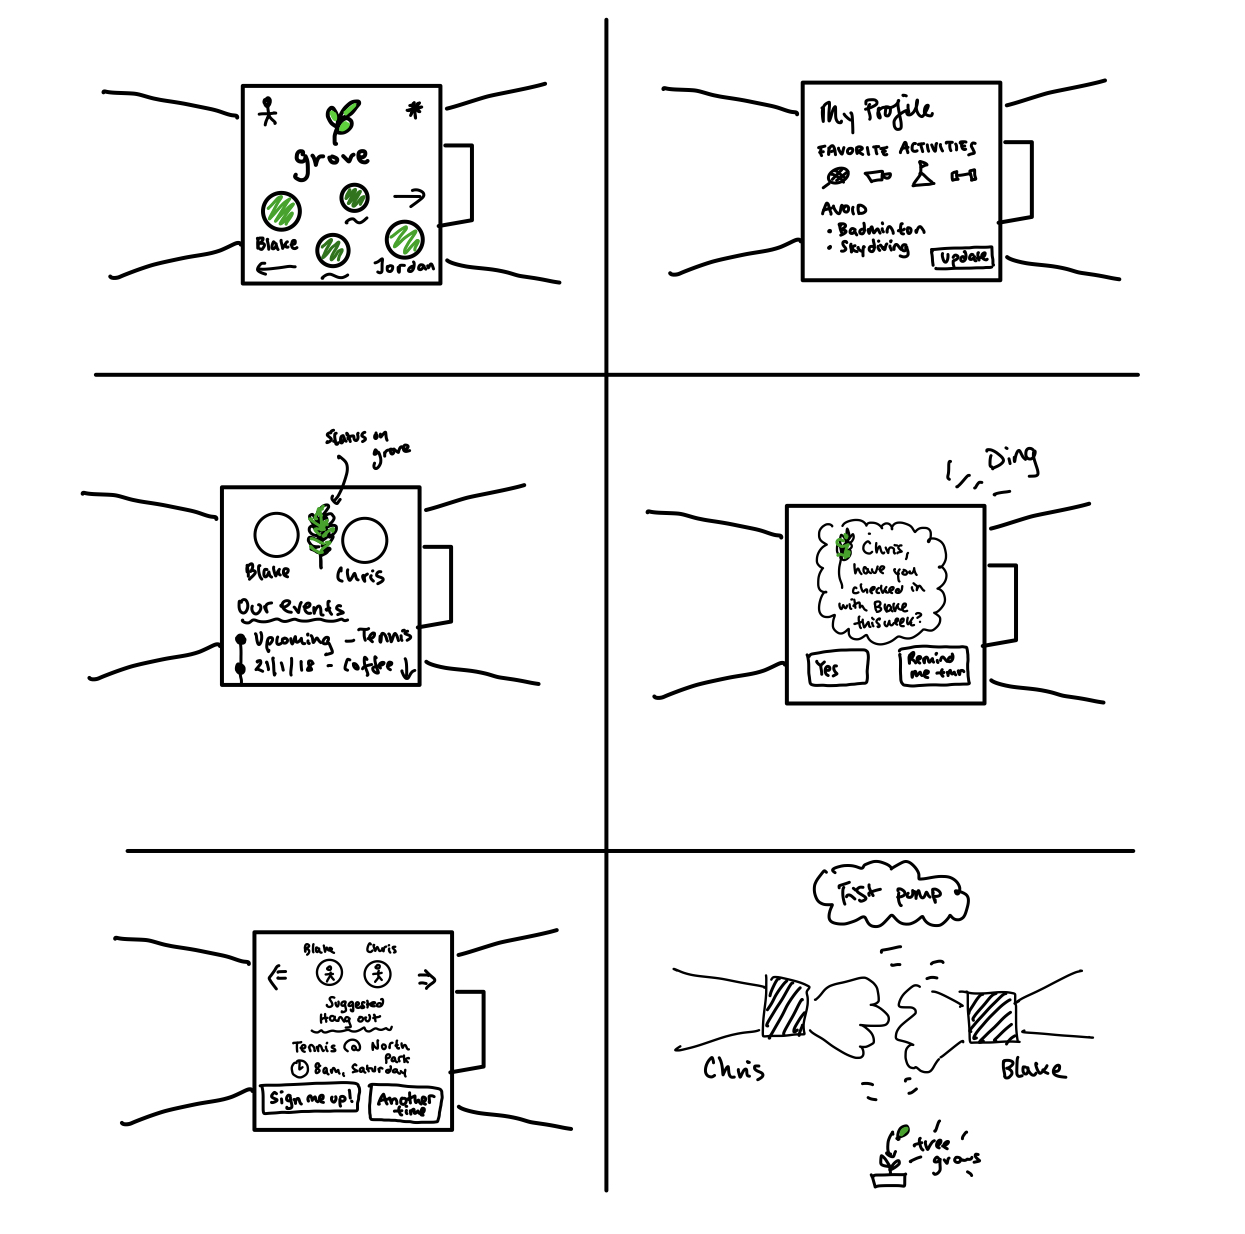 grove
Blake
Jordan
My Profile
FAVORITE ACTIVITIES
AVOID
• Badminton
• Skydiving
Update
Status on
grove
Blake
Chris
Our events
Upcoming - Tennis
21/1/18 - Coffee
Ding
Chris,
have you
checked in
with Blake
this week?
Yes
Remind
me tmr
Blake
Chris
Suggested
Hang out
Tennis @ North
Park
8am, Saturday
Sign me up!
Another
time
Fist pump
Chris
Blake
tree
grows